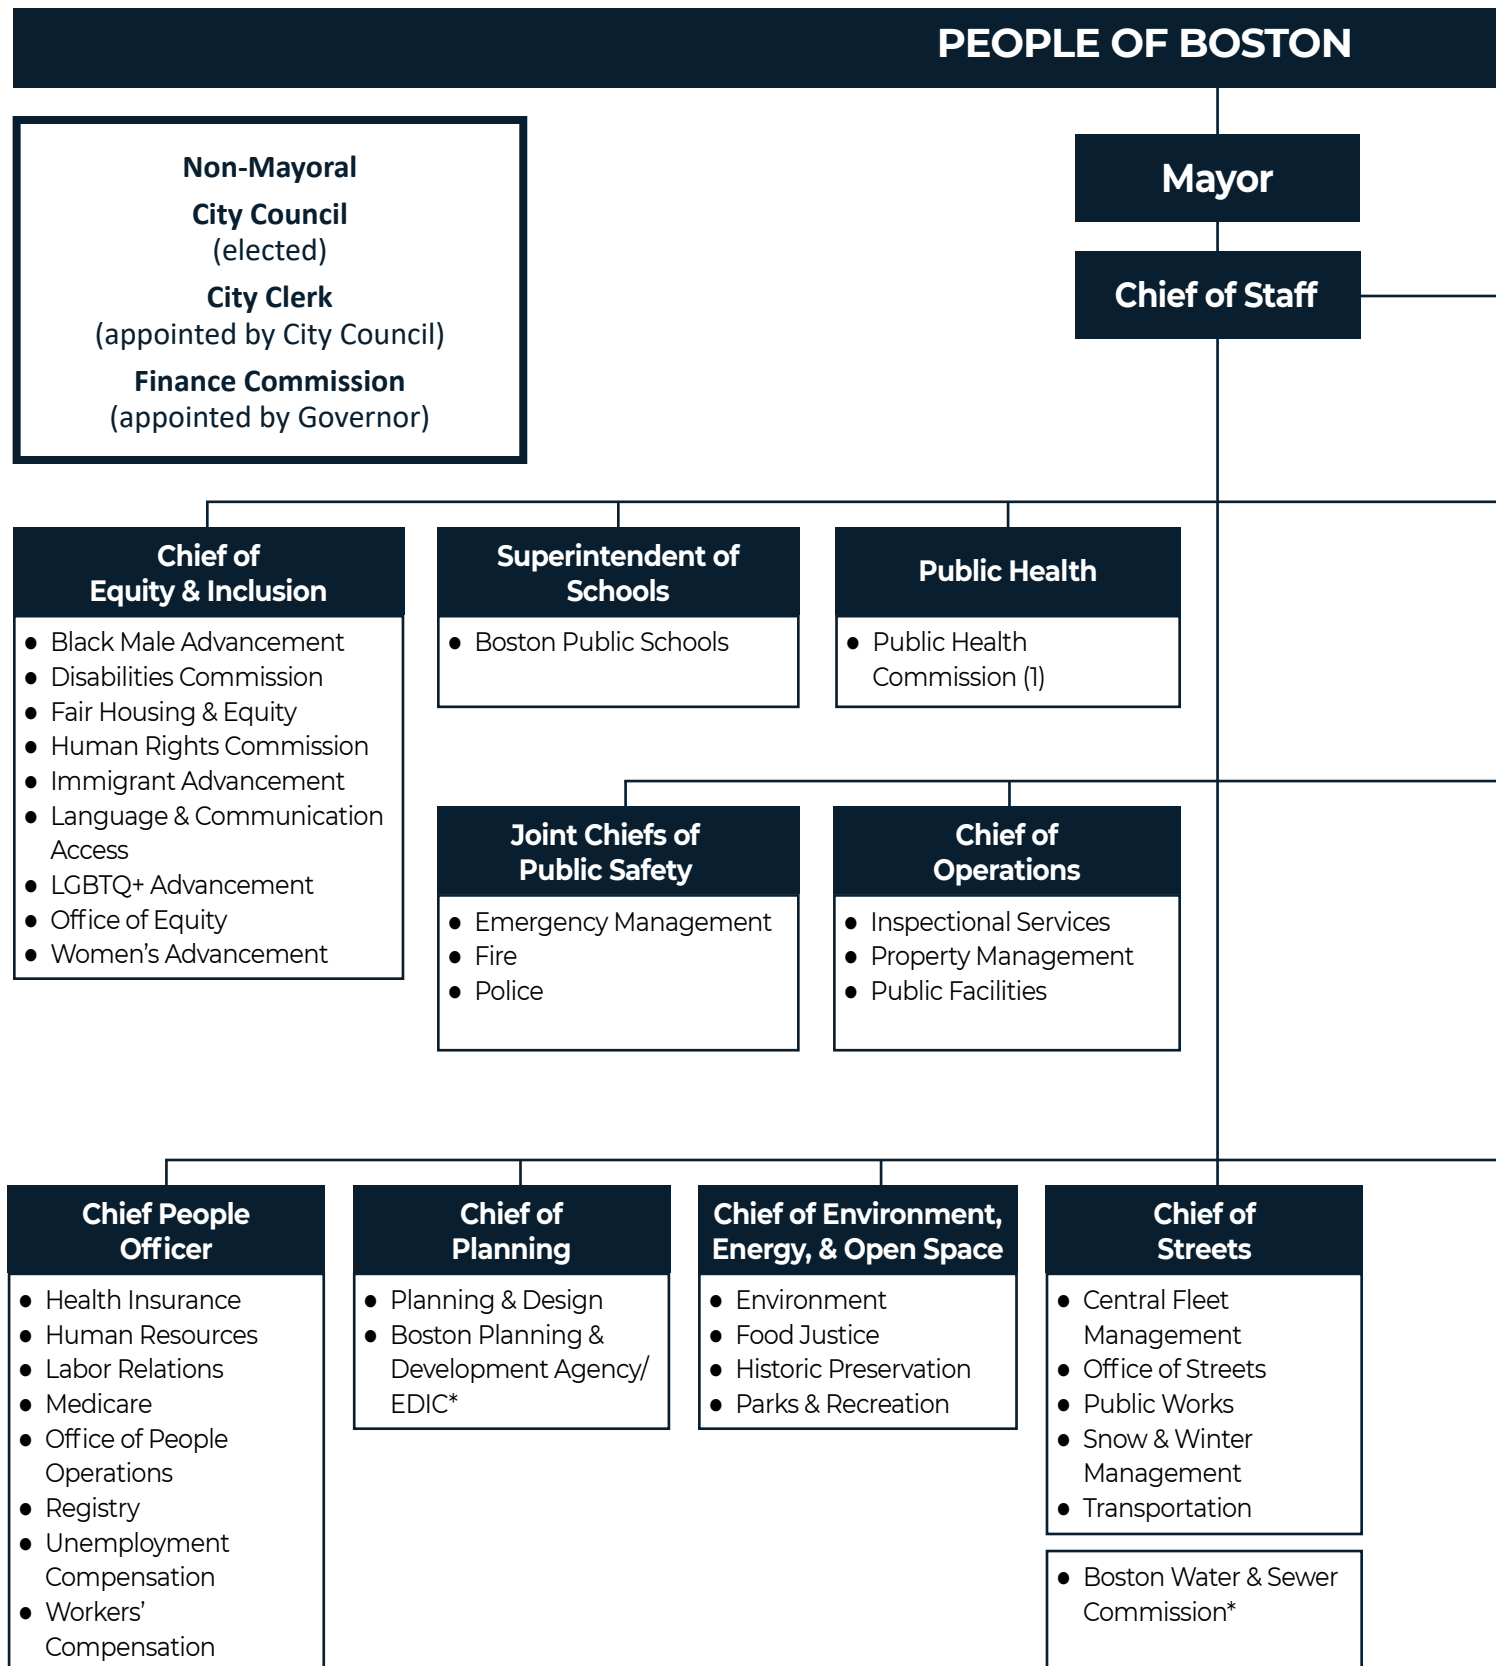 PEOPLE OF BOSTON
Mayor
Chief of Staff
Non-Mayoral
City Council
(elected)
City Clerk
(appointed by City Council)
Finance Commission
(appointed by Governor)
Chief of
Equity & Inclusion
● Black Male Advancement
● Disabilities Commission
● Fair Housing & Equity
● Human Rights Commission
● Immigrant Advancement
● Language & Communication
Access
● LGBTQ+ Advancement
● Office of Equity
● Women's Advancement
Superintendent of
Schools
● Boston Public Schools
Public Health
● Public Health
Commission (1)
Joint Chiefs of
Public Safety
● Emergency Management
● Fire
● Police
Chief of
Operations
● Inspectional Services
● Property Management
● Public Facilities
Chief People
Officer
● Health Insurance
● Human Resources
● Labor Relations
● Medicare
● Office of People
Operations
● Registry
● Unemployment
Compensation
● Workers'
Compensation
Chief of
Planning
● Planning & Design
● Boston Planning &
Development Agency/
EDIC*
Chief of Environment,
Energy, & Open Space
● Environment
● Food Justice
● Historic Preservation
● Parks & Recreation
Chief of
Streets
● Central Fleet
Management
● Office of Streets
● Public Works
● Snow & Winter
Management
● Transportation
● Boston Water & Sewer
Commission*